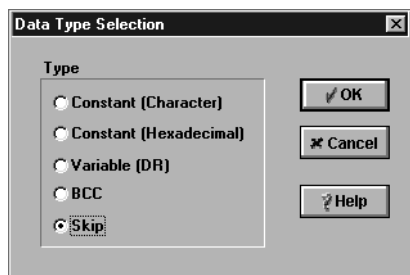 Data Type Selection
Type
Constant (Character)
Constant (Hexadecimal)
Variable (DR)
BCC
Skip
OK
Cancel
Help